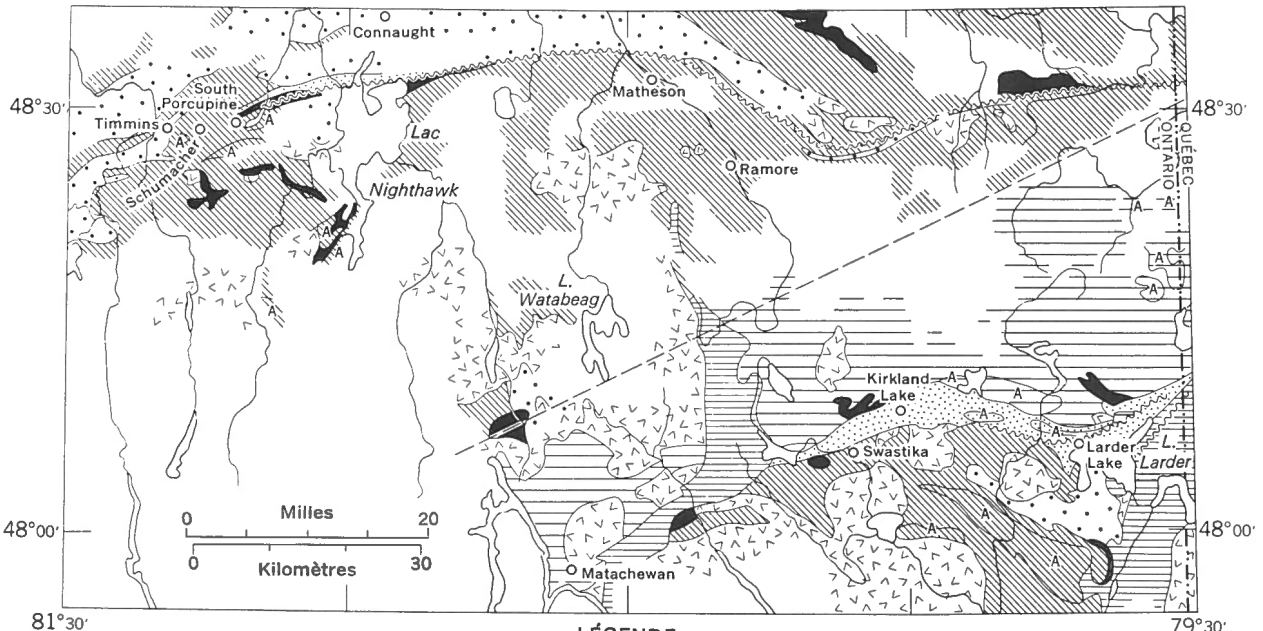 Connaught
South
Porcupine
48°30'
Timmins
A
Schumacher
A
A
Matheson
48°30'
QUÉBEC
ONTARIO
Lac
Nighthawk
Ramore
A
A
A
A
A
A
A
L.
Watabeag
Kirkland
Lake
A
A
A
A
Swastika
Larder
Lake
L.
Larder
0 Milles 20
0 Kilomètres 30
48°00'
48°00'
A
A
A
Matachewan
81°30'
79°30'
LÉGENDE